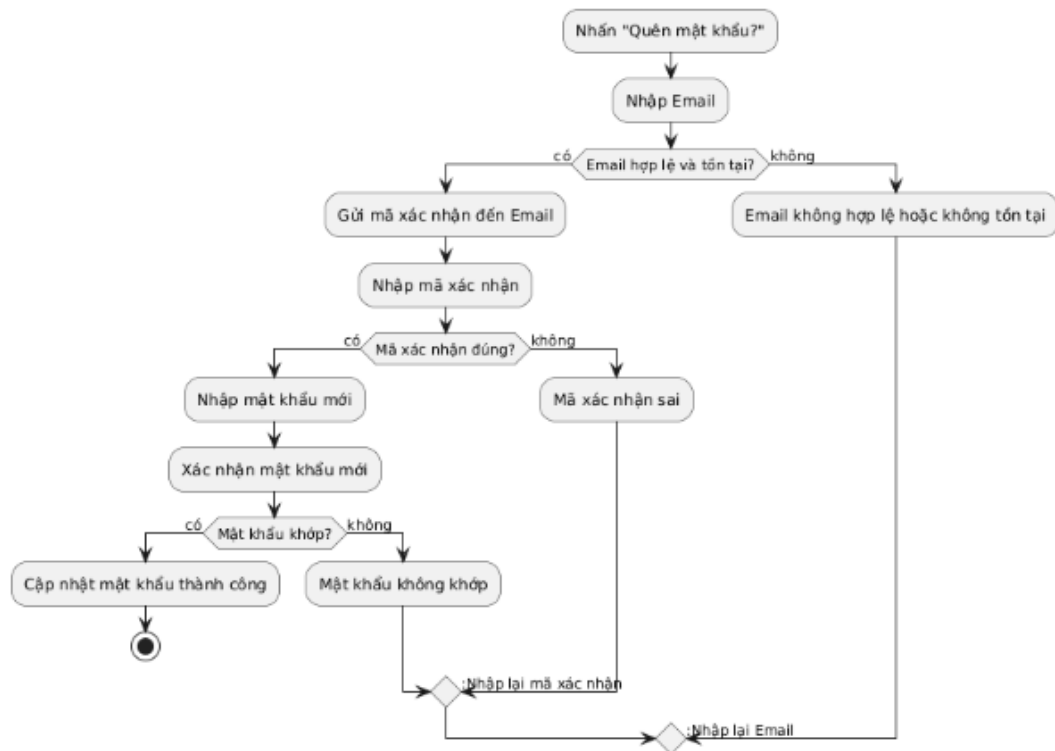 Nhấn "Quên mật khẩu?"
Nhập Email
có
Email hợp lệ và tồn tại?
không
Gửi mã xác nhận đến Email
Email không hợp lệ hoặc không tồn tại
Nhập mã xác nhận
có
Mã xác nhận đúng?
không
Nhập mật khẩu mới
Mã xác nhận sai
Xác nhận mật khẩu mới
có
Mật khẩu khớp?
không
Cập nhật mật khẩu thành công
Mật khẩu không khớp
:Nhập lại mã xác nhận
:Nhập lại Email